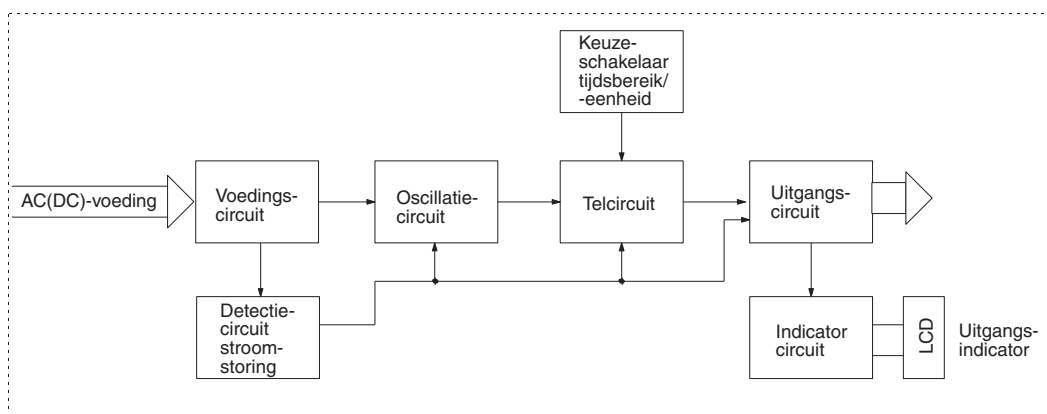 Keuze-
schakelaar
tijdsbereik/
-eenheid
AC(DC)-voeding
Voedings-
circuit
Oscillatie-
circuit
Telcircuit
Uitgangs-
circuit
Detectie-
circuit
stroom-
storing
Indicator
circuit
LCD
Uitgangs-
indicator